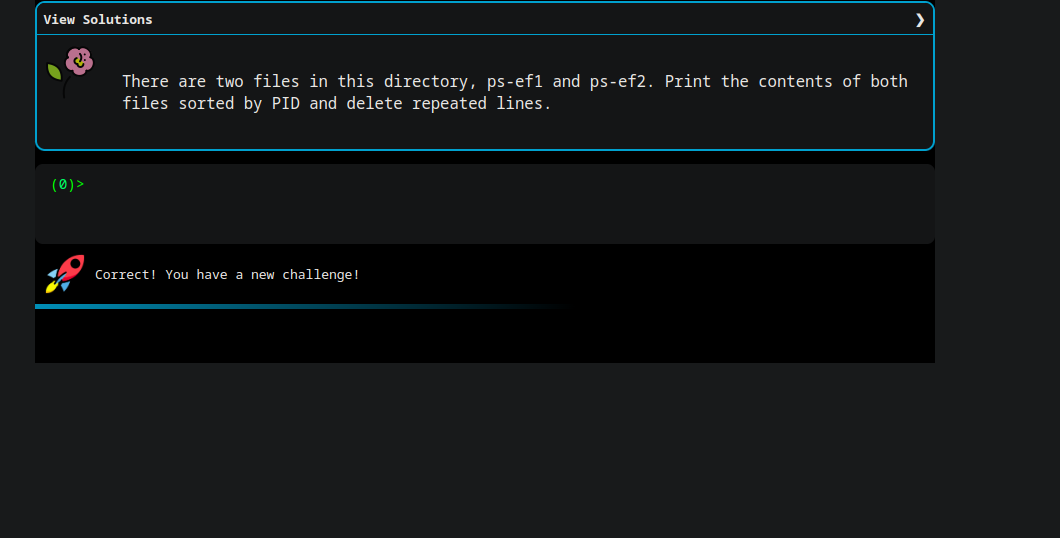 View Solutions
There are two files in this directory, ps-ef1 and ps-ef2. Print the contents of both
files sorted by PID and delete repeated lines.
(0)>
Correct! You have a new challenge!